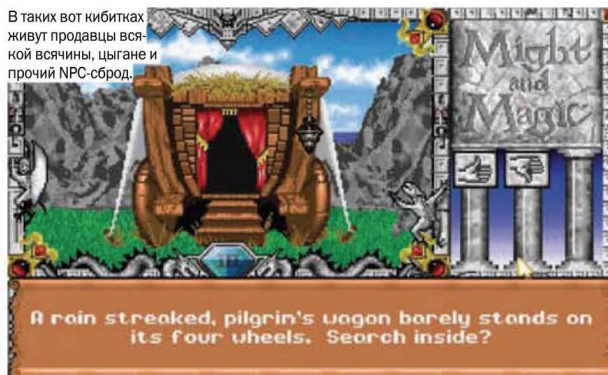 В таких вот кибитках
живут продавцы вся-
кой всячины, цыгане и
прочий NPC-сброд.
Might
and
Magic
A rain streaked, pilgrim's wagon barely stands on
its four wheels. Search inside?